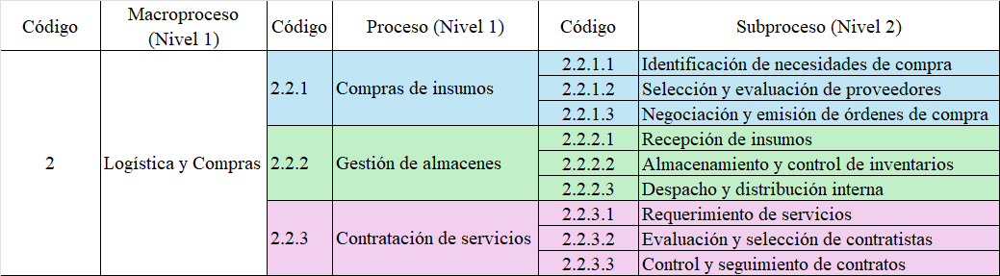 Código Macroproceso (Nivel 1) Código Proceso (Nivel 1) Código Subproceso (Nivel 2)
2 Logística y Compras
2.2.1 Compras de insumos
2.2.1.1 Identificación de necesidades de compra
2.2.1.2 Selección y evaluación de proveedores
2.2.1.3 Negociación y emisión de órdenes de compra
2.2.2 Gestión de almacenes
2.2.2.1 Recepción de insumos
2.2.2.2 Almacenamiento y control de inventarios
2.2.2.3 Despacho y distribución interna
2.2.3 Contratación de servicios
2.2.3.1 Requerimiento de servicios
2.2.3.2 Evaluación y selección de contratistas
2.2.3.3 Control y seguimiento de contratos